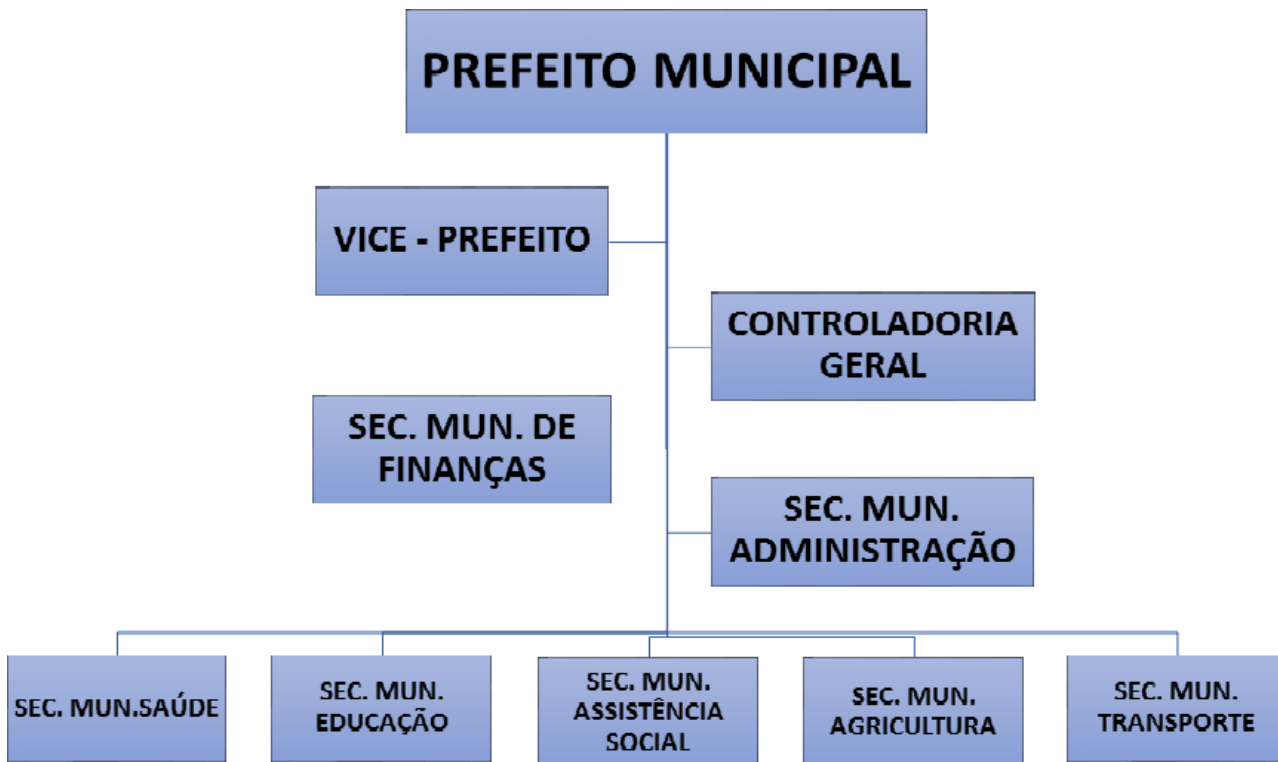 PREFEITO MUNICIPAL
VICE - PREFEITO
CONTROLADORIA
GERAL
SEC. MUN. DE
FINANÇAS
SEC. MUN.
ADMINISTRAÇÃO
SEC. MUN.SAÚDE
SEC. MUN.
EDUCAÇÃO
SEC. MUN.
ASSISTÊNCIA
SOCIAL
SEC. MUN.
AGRICULTURA
SEC. MUN.
TRANSPORTE